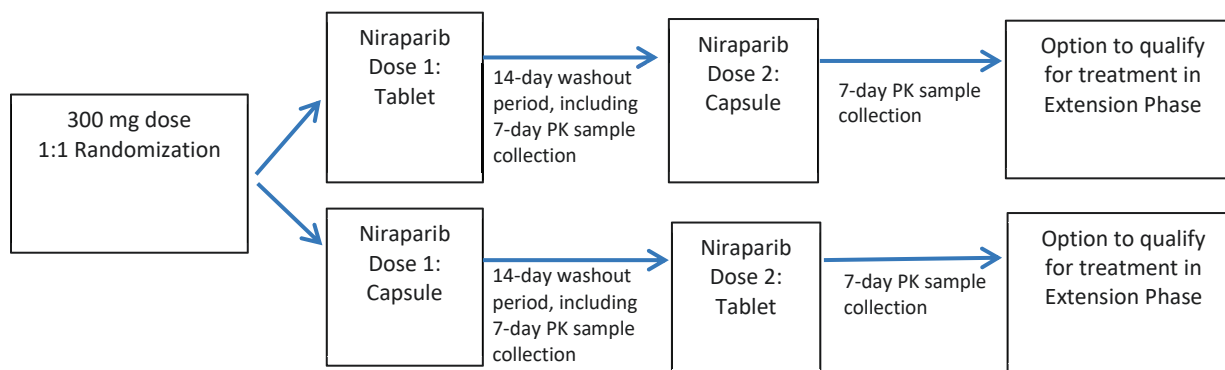 300 mg dose
1:1 Randomization
Niraparib
Dose 1:
Tablet
14-day washout
period, including
7-day PK sample
collection
Niraparib
Dose 2:
Capsule
7-day PK sample
collection
Option to qualify
for treatment in
Extension Phase
Niraparib
Dose 1:
Capsule
14-day washout
period, including
7-day PK sample
collection
Niraparib
Dose 2:
Tablet
7-day PK sample
collection
Option to qualify
for treatment in
Extension Phase